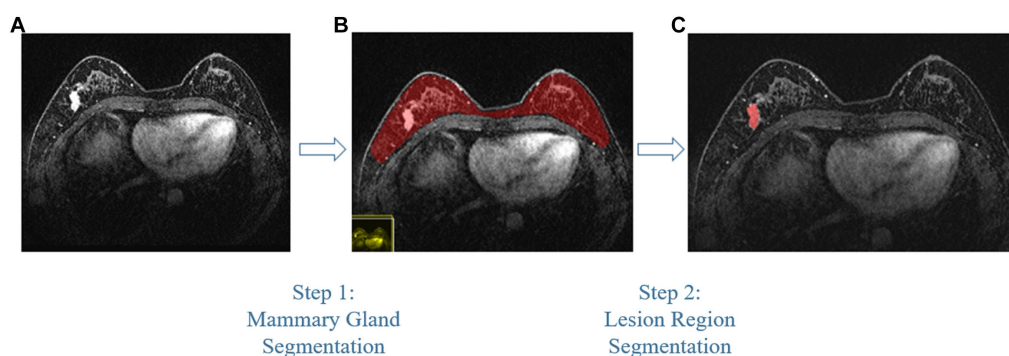 A
B
C
Step 1:
Mammary Gland
Segmentation
Step 2:
Lesion Region
Segmentation